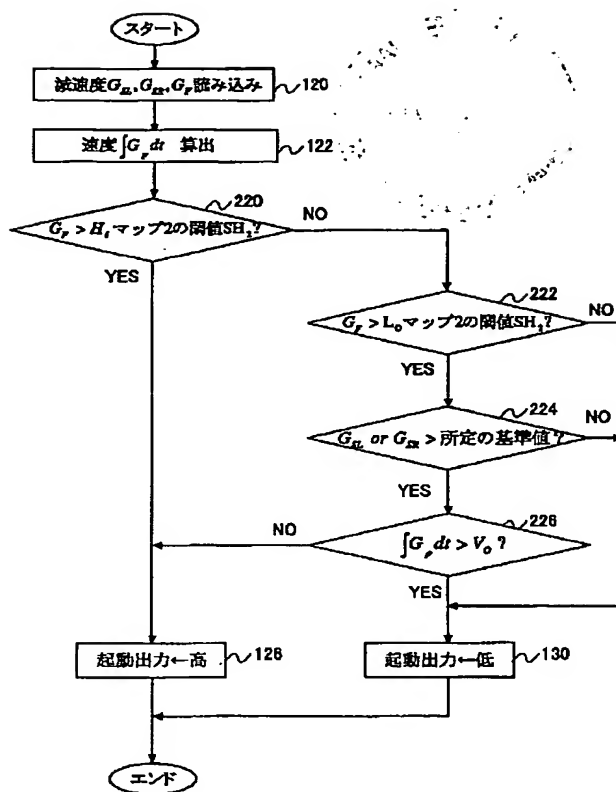 スタート
減速度G_SL、G_SR、G_F読み込み
120
速度∫G_F dt 算出
122
220
G_F > H_i マップ2の閾値SH_2?
NO
YES
222
G_F > L_O マップ2の閾値SH_2?
NO
YES
224
G_SL or G_SR > 所定の基準値?
NO
YES
226
∫G_F dt > V_O ?
NO
YES
起動出力←高
126
起動出力←低
130
エンド